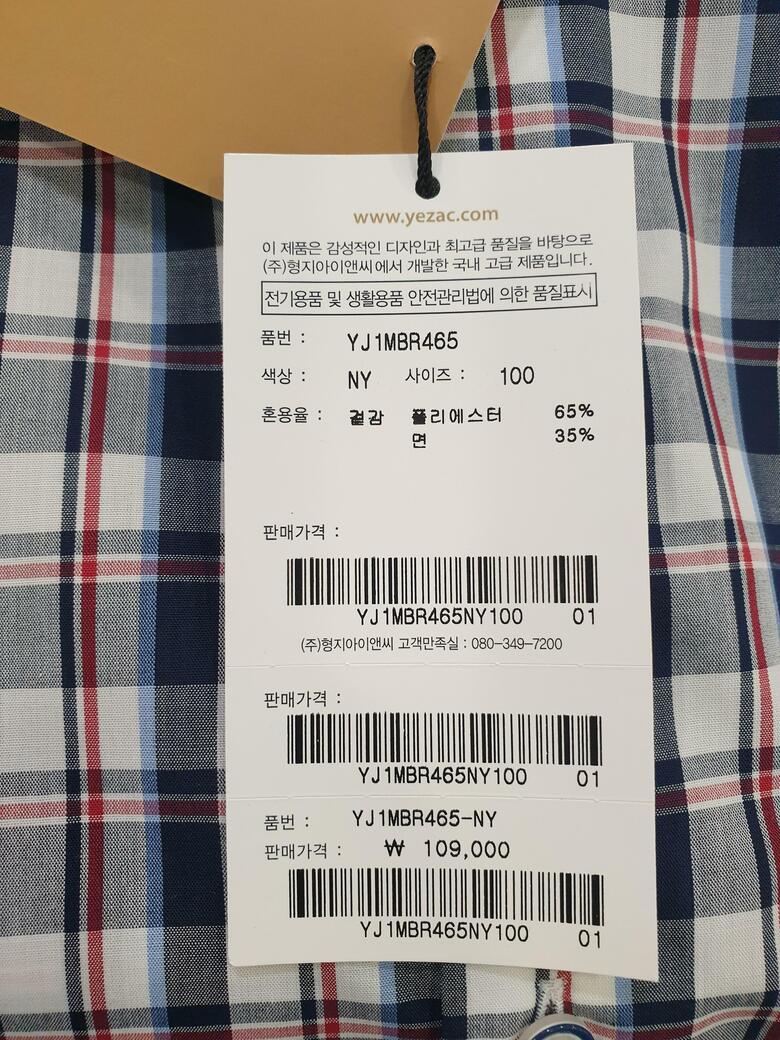 www.yezac.com
이 제품은 감성적인 디자인과 최고급 품질을 바탕으로
(주)형지아이앤씨에서 개발한 국내 고급 제품입니다.
전기용품 및 생활용품 안전관리법에 의한 품질표시
품번 : YJ1MBR465
색상 : NY 사이즈 : 100
혼용율 : 겉감 폴리에스터 65%
면 35%
판매가격 :
YJ1MBR465NY100 01
(주)형지아이앤씨 고객만족실 : 080-349-7200
판매가격 :
YJ1MBR465NY100 01
품번 : YJ1MBR465-NY
판매가격 : ₩ 109,000
YJ1MBR465NY100 01